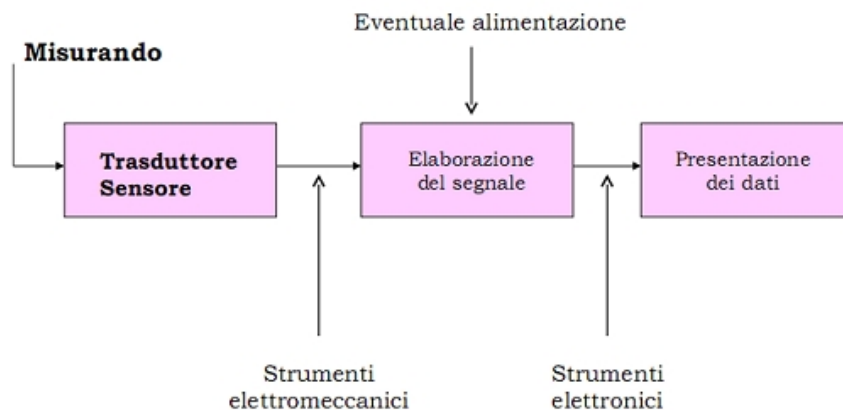 Eventuale alimentazione
Misurando
Trasduttore
Sensore
Elaborazione
del segnale
Presentazione
dei dati
Strumenti
elettromeccanici
Strumenti
elettronici